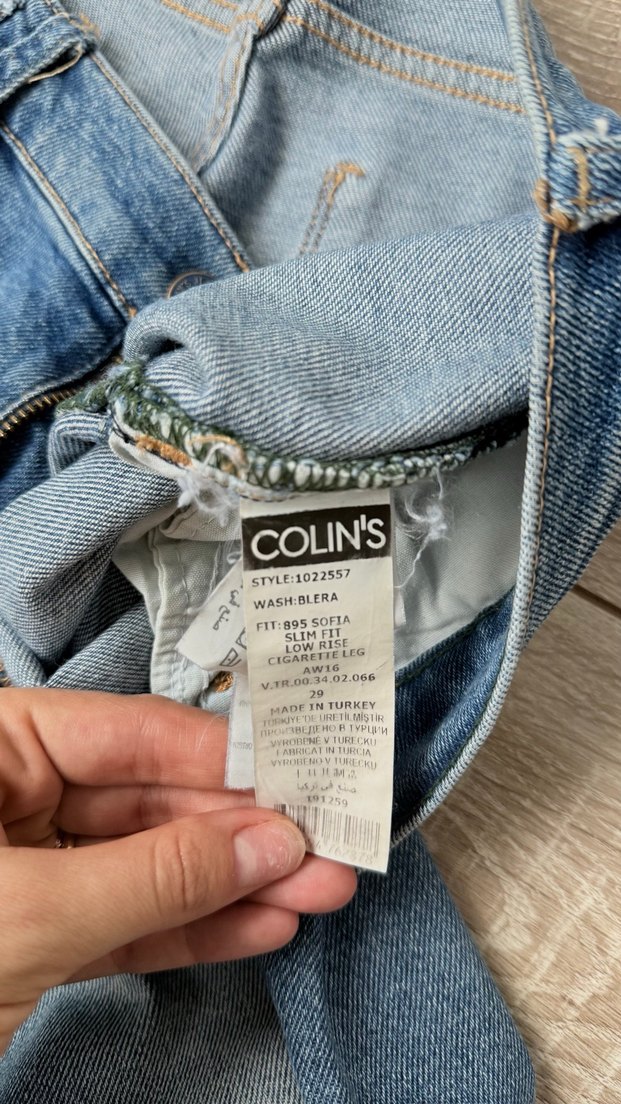 COLIN'S
STYLE:1022557
WASH:BLERA
FIT:895 SOFIA
SLIM FIT
LOW RISE
CIGARETTE LEG
AW16
V.TR.00.34.02.066
29
MADE IN TURKEY
TÜRKİYE'DE ÜRETİLMİŞTİR
ПРОИЗВЕДЕНО В ТУРЦИИ
VYROBENÉ V TURECKU
FABRICAT IN TURCIA
VYROBENO V TURECKU
صنع في تركيا
191259